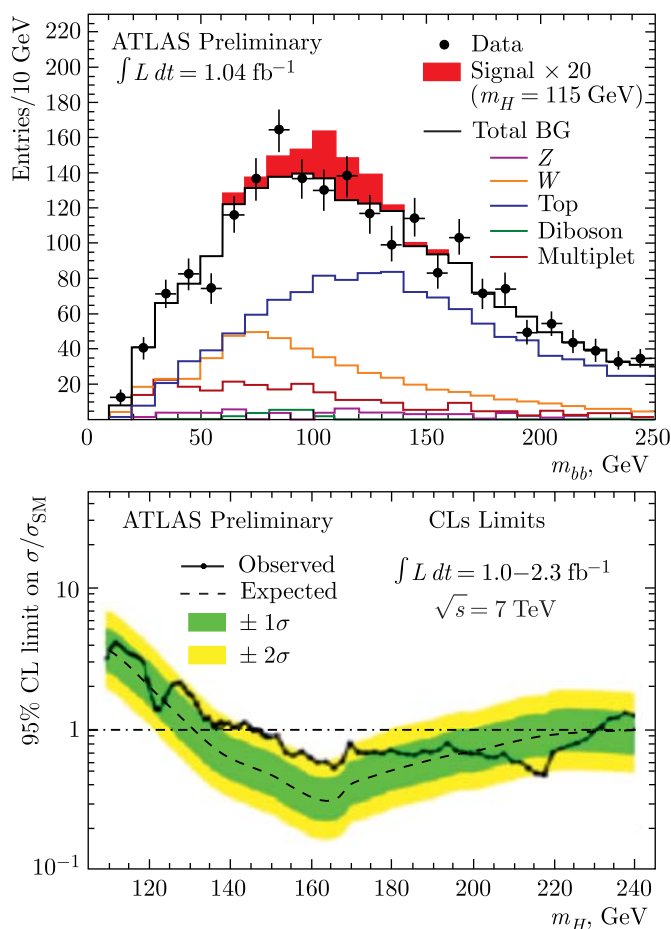 220
200
180
160
140
120
100
80
60
40
20
Entries/10 GeV
ATLAS Preliminary
∫ L dt = 1.04 fb⁻¹
Data
Signal × 20
(m_H = 115 GeV)
Total BG
Z
W
Top
Diboson
Multiplet
0 50 100 150 200 250
m_bb, GeV
95% CL limit on σ/σ_SM
10
1
10⁻¹
ATLAS Preliminary
CLs Limits
Observed
Expected
± 1σ
± 2σ
∫ L dt = 1.0−2.3 fb⁻¹
√s = 7 TeV
120 140 160 180 200 220 240
m_H, GeV